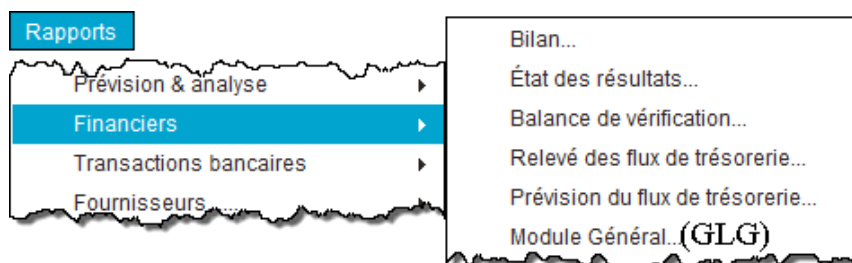 Rapports
Prévision & analyse
Financiers
Transactions bancaires
Fournisseurs
Bilan...
État des résultats...
Balance de vérification...
Relevé des flux de trésorerie...
Prévision du flux de trésorerie...
Module Général..(GLG)